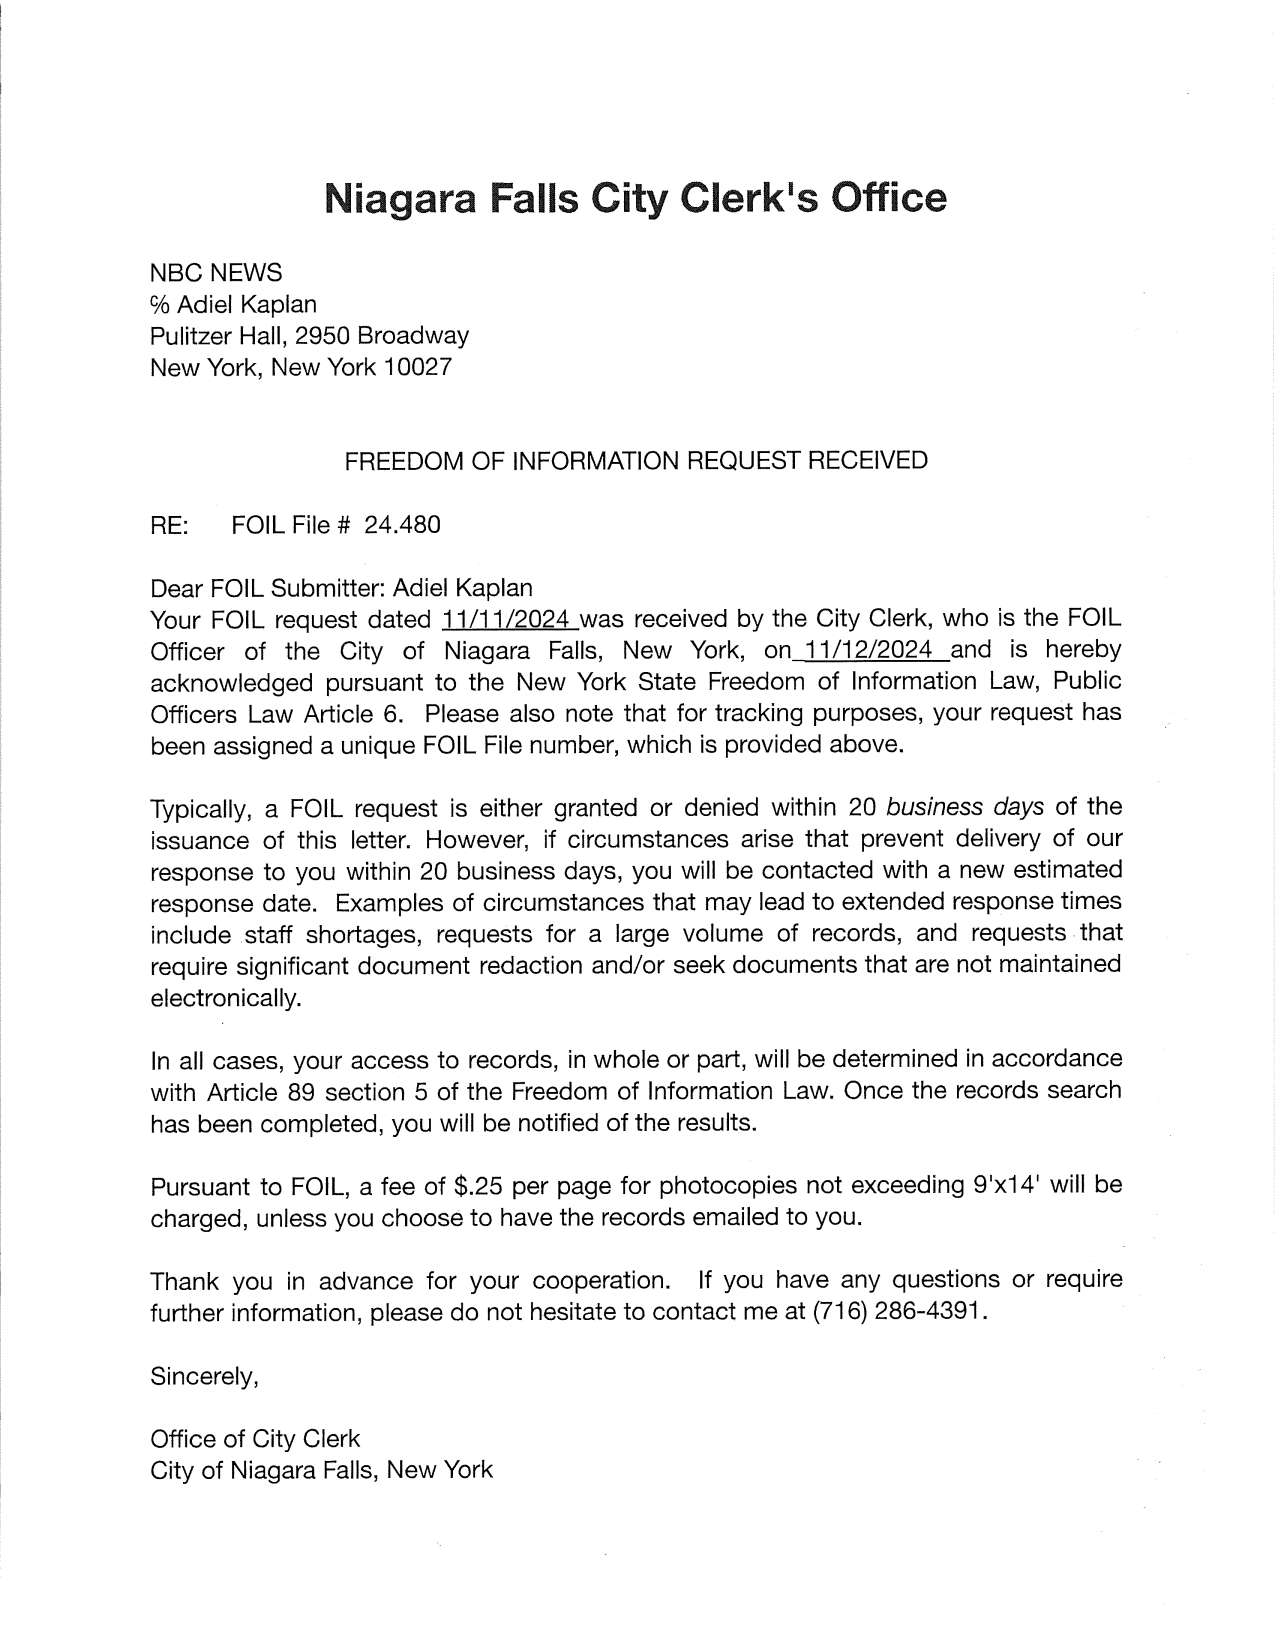 Niagara Falls City Clerk's Office
NBC NEWS
℅ Adiel Kaplan
Pulitzer Hall, 2950 Broadway
New York, New York 10027
FREEDOM OF INFORMATION REQUEST RECEIVED
RE: FOIL File # 24.480
Dear FOIL Submitter: Adiel Kaplan
Your FOIL request dated 11/11/2024 was received by the City Clerk, who is the FOIL
Officer of the City of Niagara Falls, New York, on 11/12/2024 and is hereby
acknowledged pursuant to the New York State Freedom of Information Law, Public
Officers Law Article 6. Please also note that for tracking purposes, your request has
been assigned a unique FOIL File number, which is provided above.
Typically, a FOIL request is either granted or denied within 20 business days of the
issuance of this letter. However, if circumstances arise that prevent delivery of our
response to you within 20 business days, you will be contacted with a new estimated
response date. Examples of circumstances that may lead to extended response times
include staff shortages, requests for a large volume of records, and requests that
require significant document redaction and/or seek documents that are not maintained
electronically.
In all cases, your access to records, in whole or part, will be determined in accordance
with Article 89 section 5 of the Freedom of Information Law. Once the records search
has been completed, you will be notified of the results.
Pursuant to FOIL, a fee of $.25 per page for photocopies not exceeding 9'x14' will be
charged, unless you choose to have the records emailed to you.
Thank you in advance for your cooperation. If you have any questions or require
further information, please do not hesitate to contact me at (716) 286-4391.
Sincerely,
Office of City Clerk
City of Niagara Falls, New York